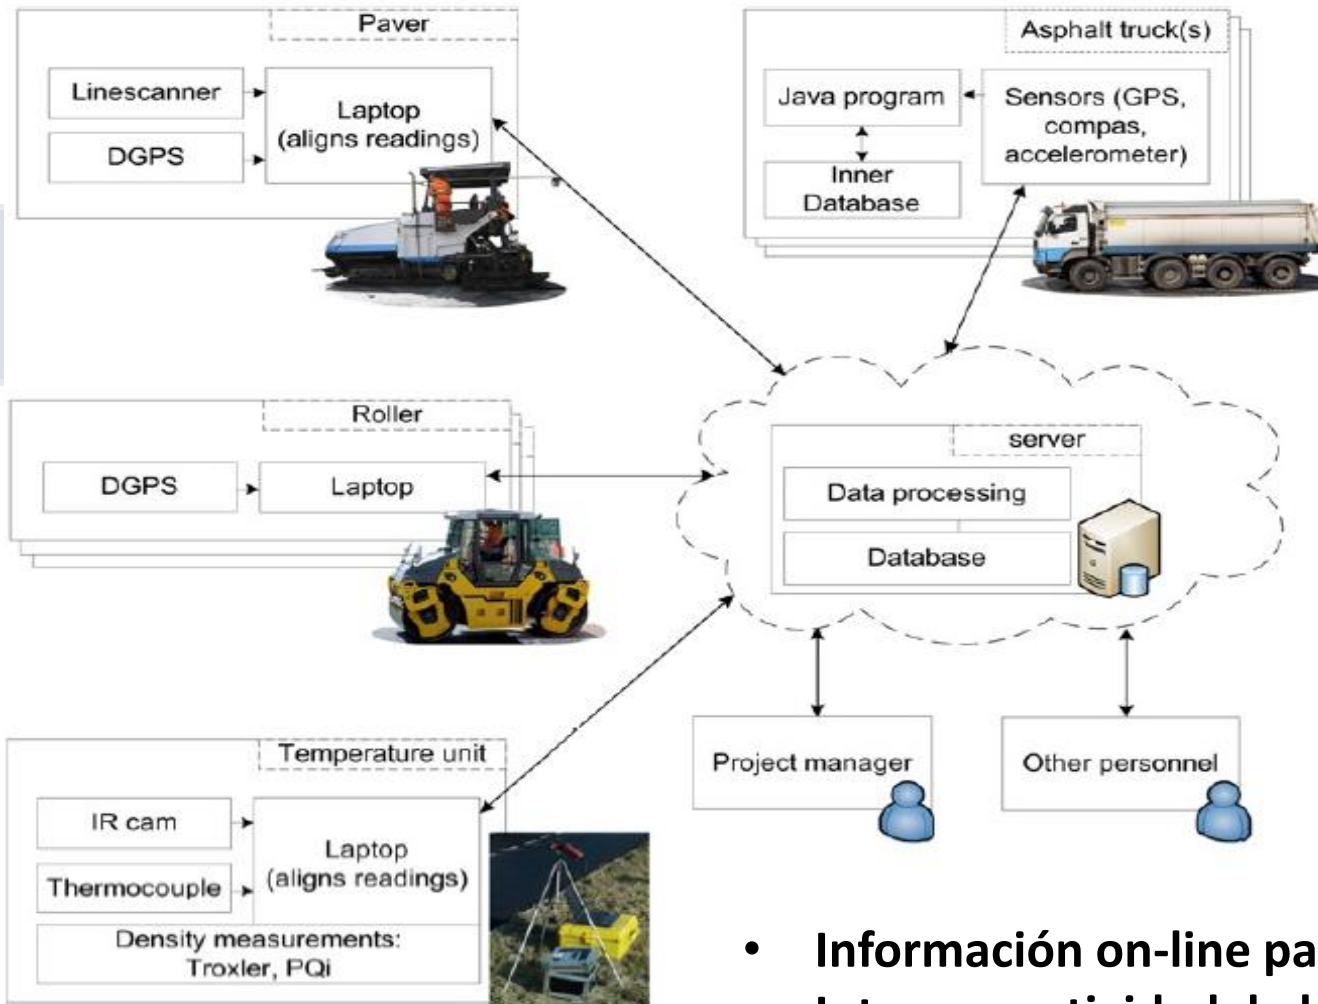 Paver
Linescanner
DGPS
Laptop
(aligns readings)
Asphalt truck(s)
Java program
Sensors (GPS,
compas,
accelerometer)
Inner
Database
Roller
DGPS
Laptop
server
Data processing
Database
Temperature unit
IR cam
Thermocouple
Laptop
(aligns readings)
Density measurements:
Troxler, PQi
Project manager
Other personnel
• Información on-line pa